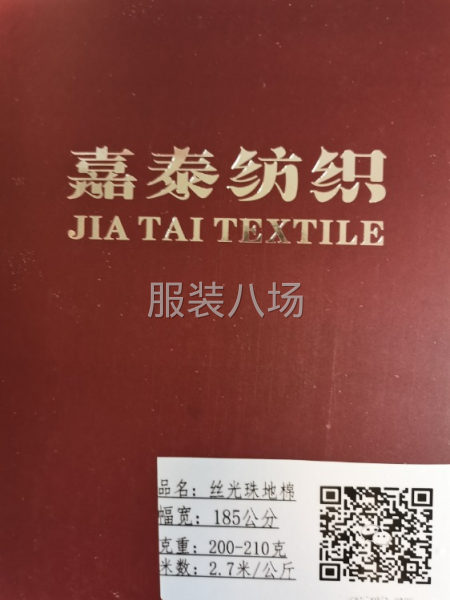 嘉泰纺织
JIA TAI TEXTILE
服装八场
品名: 丝光珠地棉
幅宽: 185公分
克重: 200-210克
米数: 2.7米/公斤